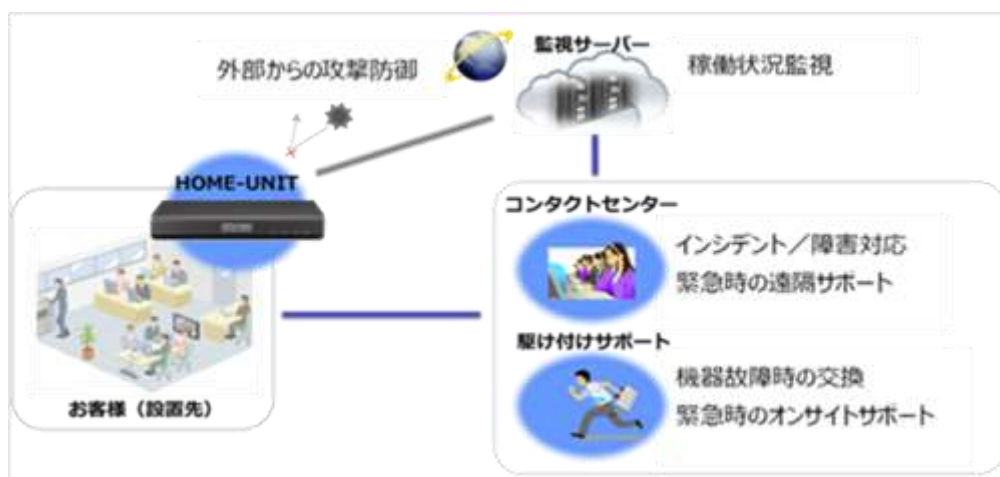 外部からの攻撃防御
監視サーバー
稼働状況監視
HOME-UNIT
お客様（設置先）
コンタクトセンター
インシデント／障害対応
緊急時の遠隔サポート
駆け付けサポート
機器故障時の交換
緊急時のオンサイトサポート